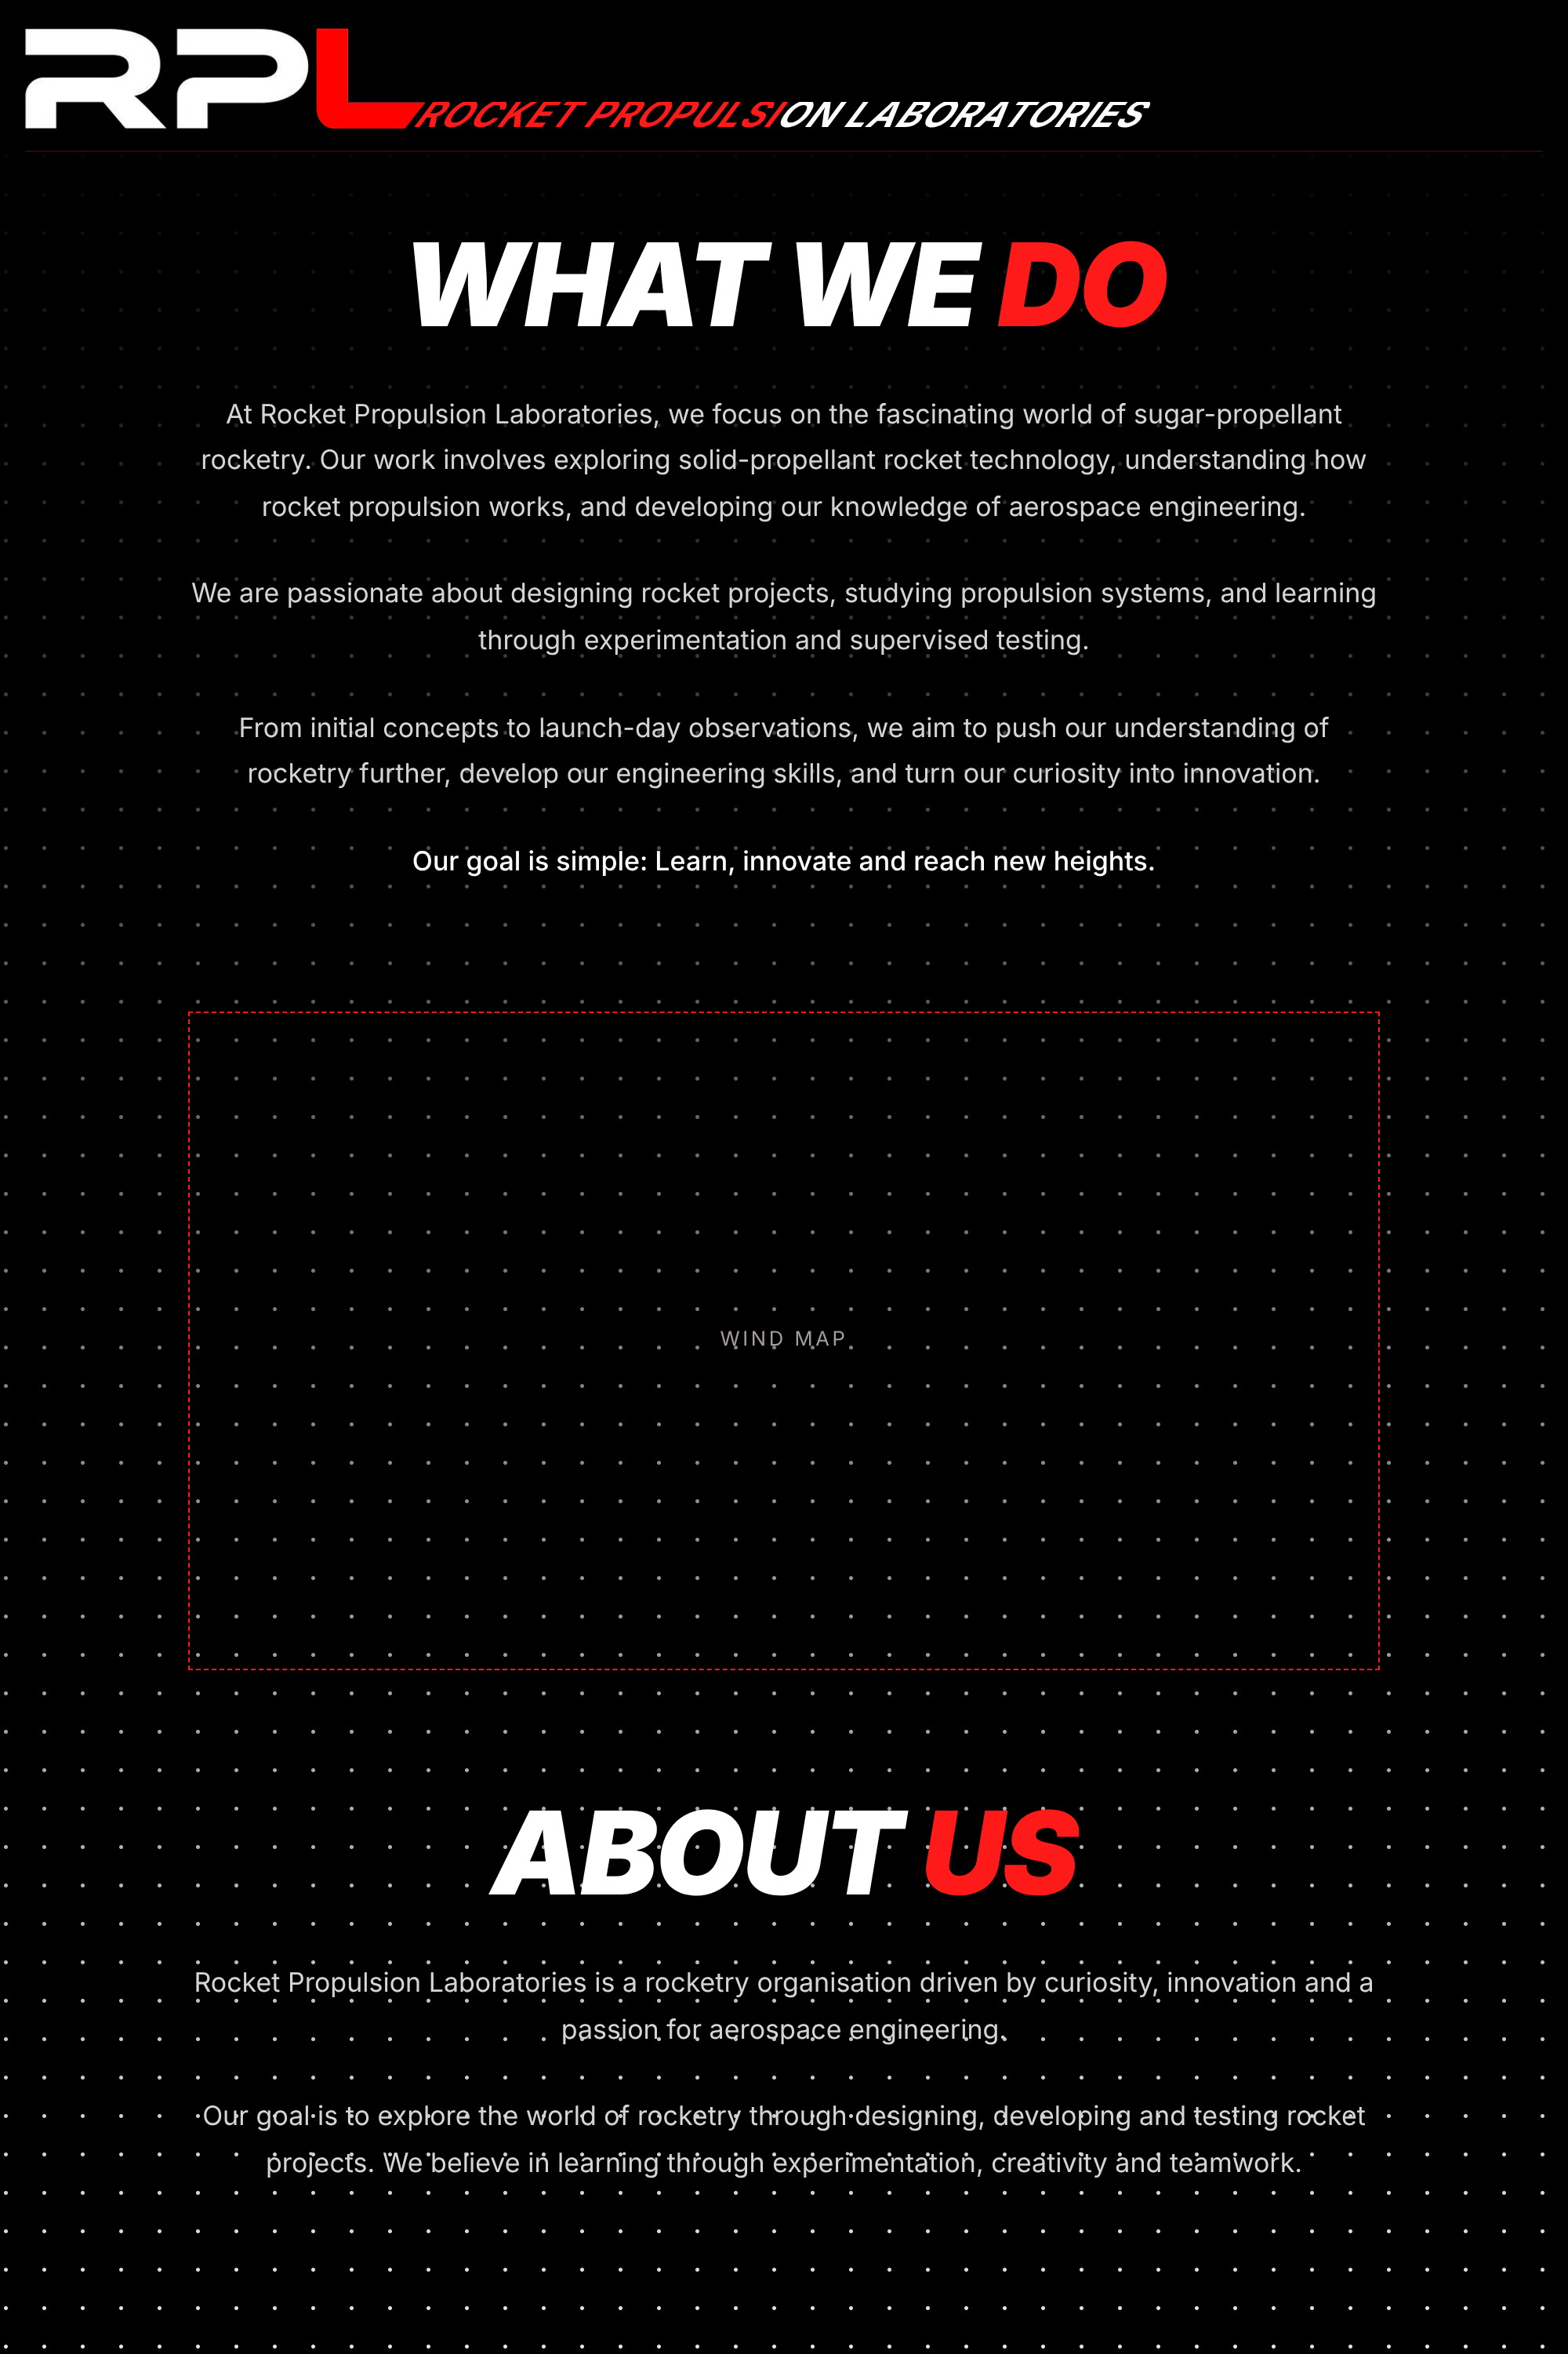 RPL ROCKET PROPULSION LABORATORIES
WHAT WE DO
At Rocket Propulsion Laboratories, we focus on the fascinating world of sugar-propellant
rocketry. Our work involves exploring solid-propellant rocket technology, understanding how
rocket propulsion works, and developing our knowledge of aerospace engineering.
We are passionate about designing rocket projects, studying propulsion systems, and learning
through experimentation and supervised testing.
From initial concepts to launch-day observations, we aim to push our understanding of
rocketry further, develop our engineering skills, and turn our curiosity into innovation.
Our goal is simple: Learn, innovate and reach new heights.
WIND MAP
ABOUT US
Rocket Propulsion Laboratories is a rocketry organisation driven by curiosity, innovation and a
passion for aerospace engineering.
Our goal is to explore the world of rocketry through designing, developing and testing rocket
projects. We believe in learning through experimentation, creativity and teamwork.